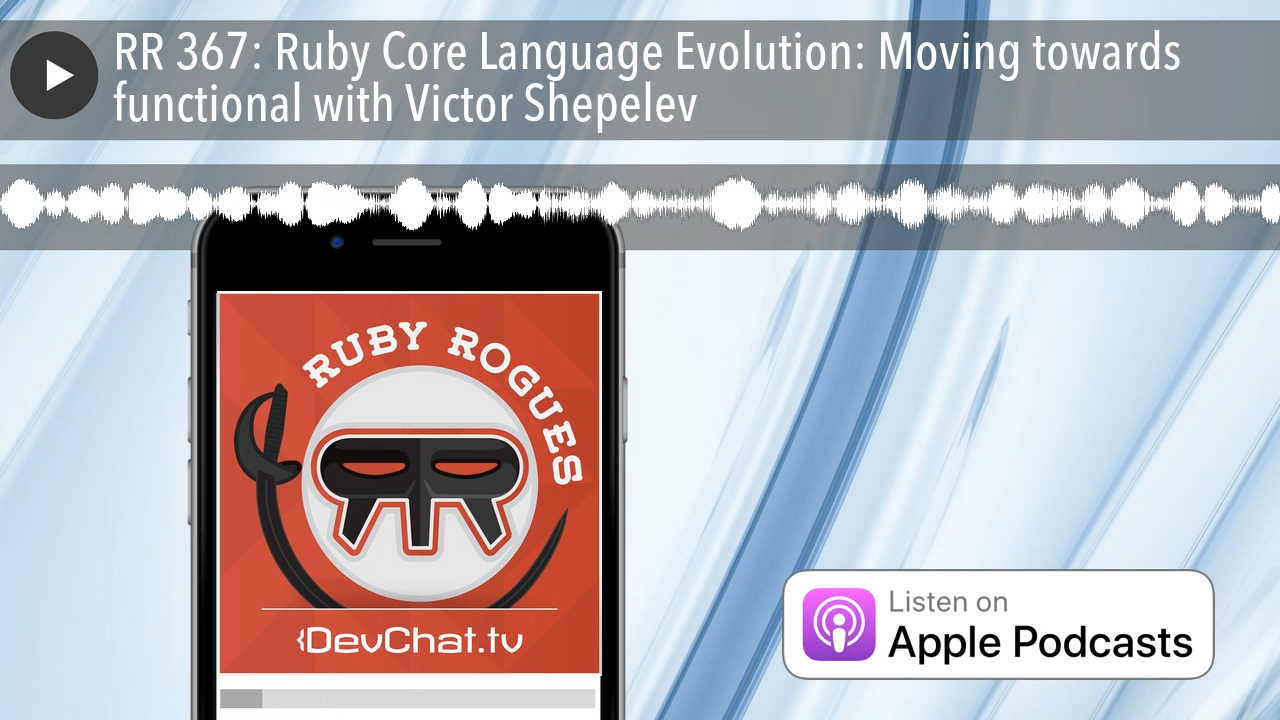 RR 367: Ruby Core Language Evolution: Moving towards
functional with Victor Shepelev
RUBY ROGUES
{DevChat.tv
Listen on
Apple Podcasts